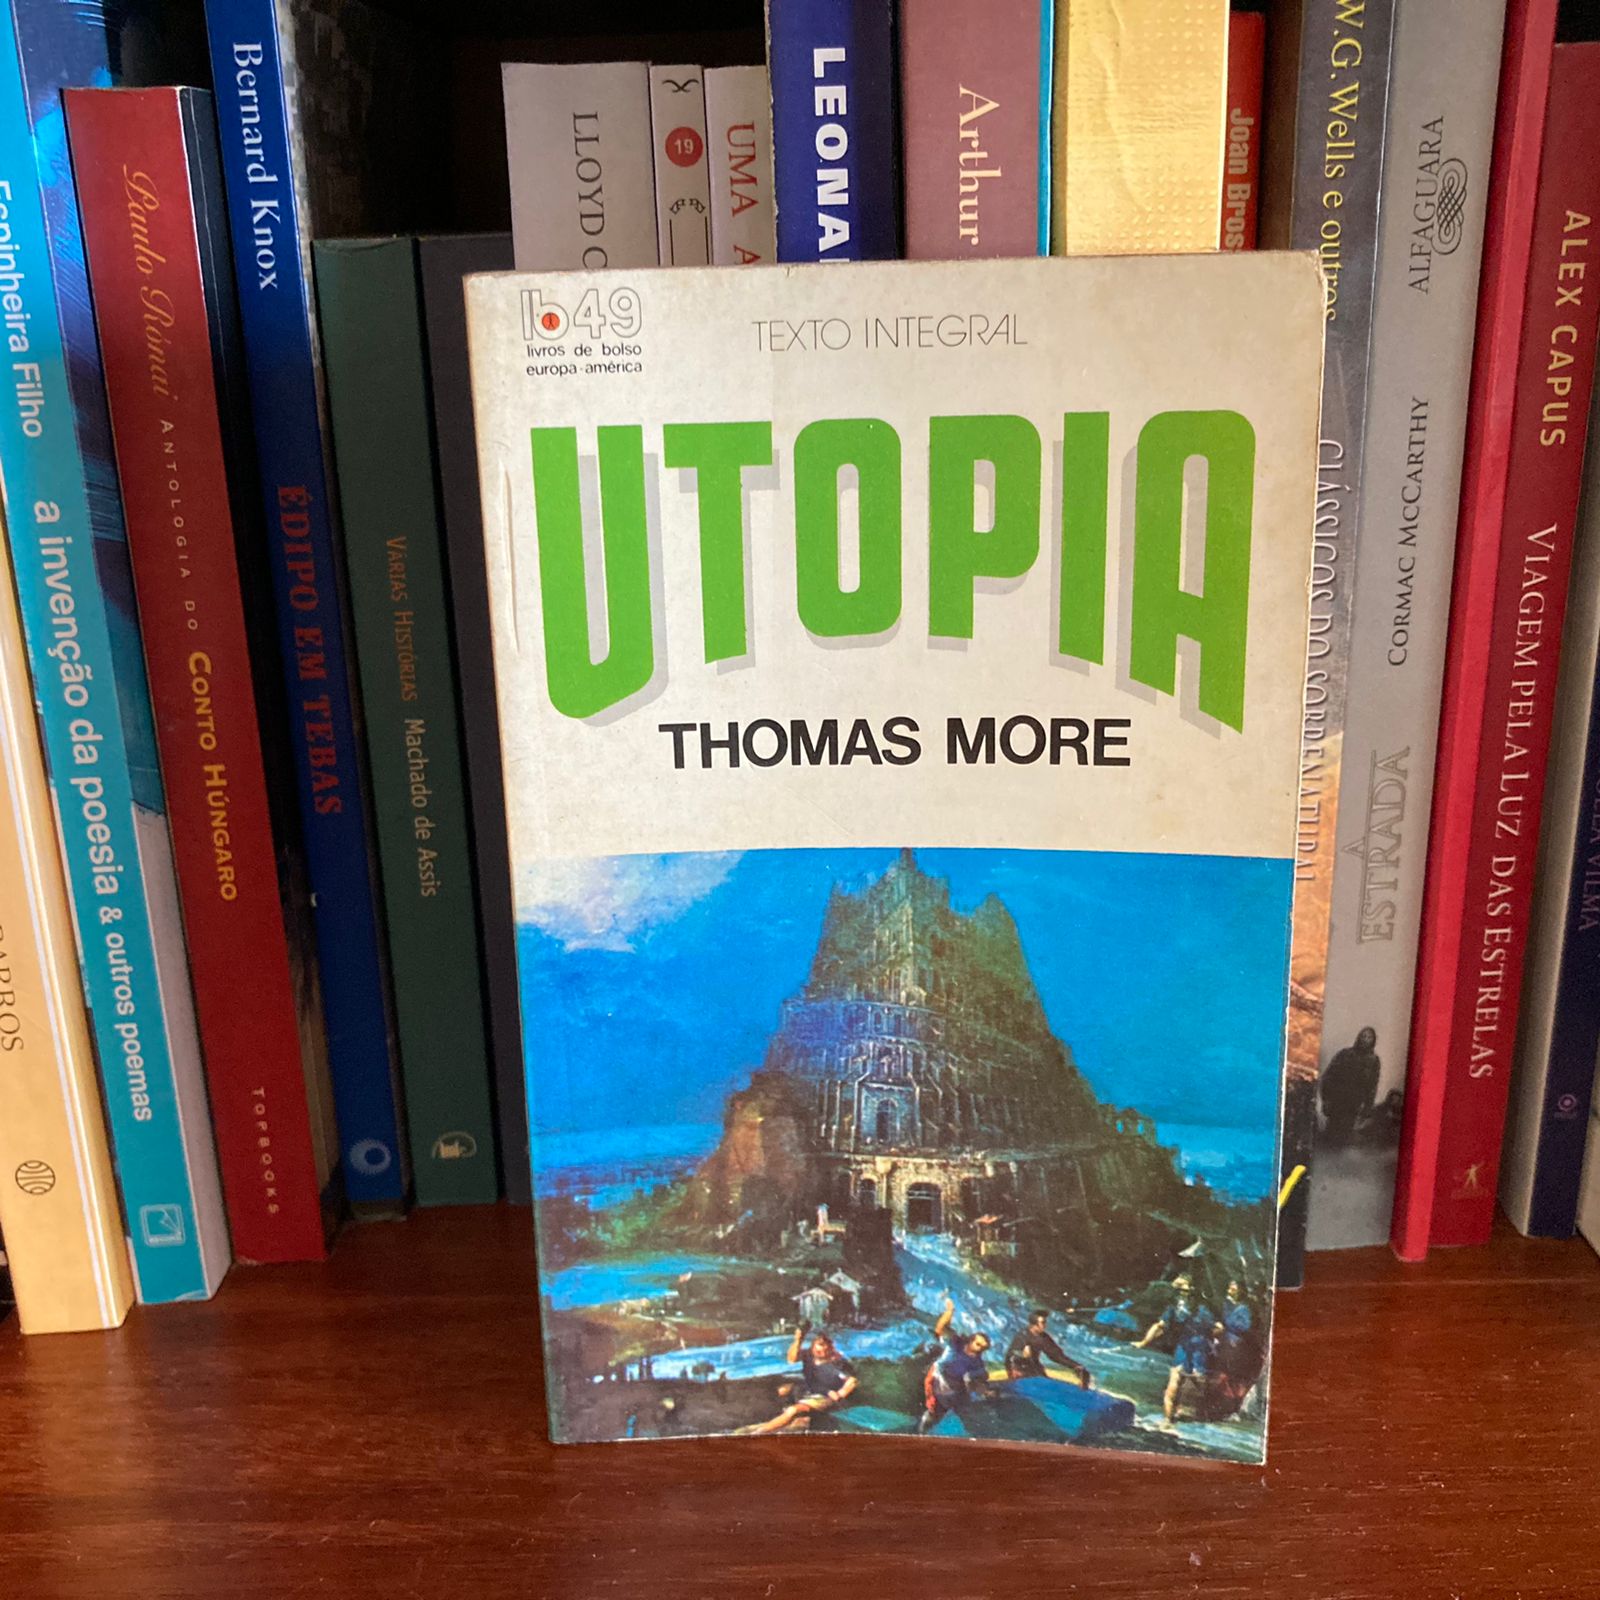 lb49
livros de bolso
europa-américa
TEXTO INTEGRAL
UTOPIA
THOMAS MORE
BARROS
Espinheira Filho a invenção da poesia & outros poemas
Paulo Rónai ANTOLOGIA DO CONTO HÚNGARO TOPBOOKS
Bernard Knox ÉDIPO EM TEBAS
VÁRIAS HISTÓRIAS Machado de Assis
LLOYD
19
UMA
LEONA
Arthur
Joan Bros
W.G. Wells e outros CLÁSSICOS DO SOBRENATURAL
ALFAGUARA CORMAC MCCARTHY ESTRADA
ALEX CAPUS VIAGEM PELA LUZ DAS ESTRELAS
VILMA